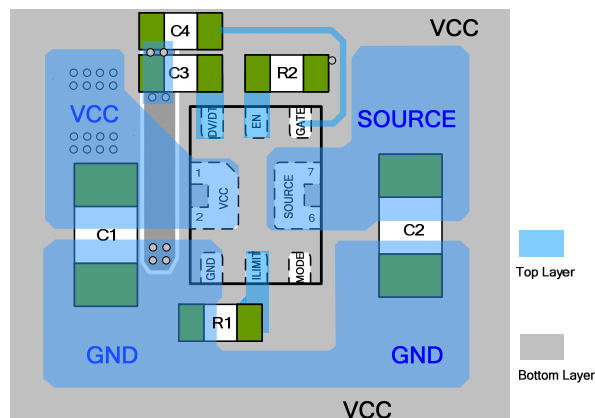 C4
VCC
C3
R2
VCC
DV/DT
EN
GATE
SOURCE
1
7
VCC
SOURCE
2
6
C1
C2
GND
ILIMIT
MODE
Top Layer
R1
GND
GND
Bottom Layer
VCC